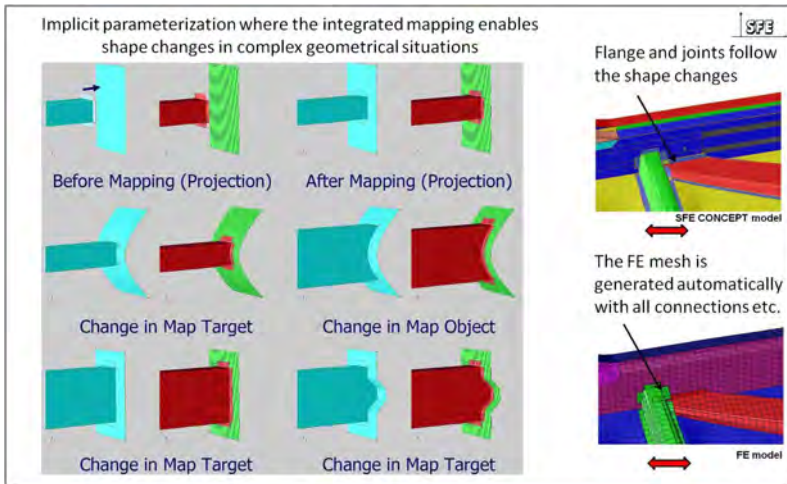 Implicit parameterization where the integrated mapping enables
shape changes in complex geometrical situations
SFE
Flange and joints follow
the shape changes
Before Mapping (Projection)
After Mapping (Projection)
SFE CONCEPT model
Change in Map Target
Change in Map Object
The FE mesh is
generated automatically
with all connections etc.
Change in Map Target
Change in Map Target
FE model